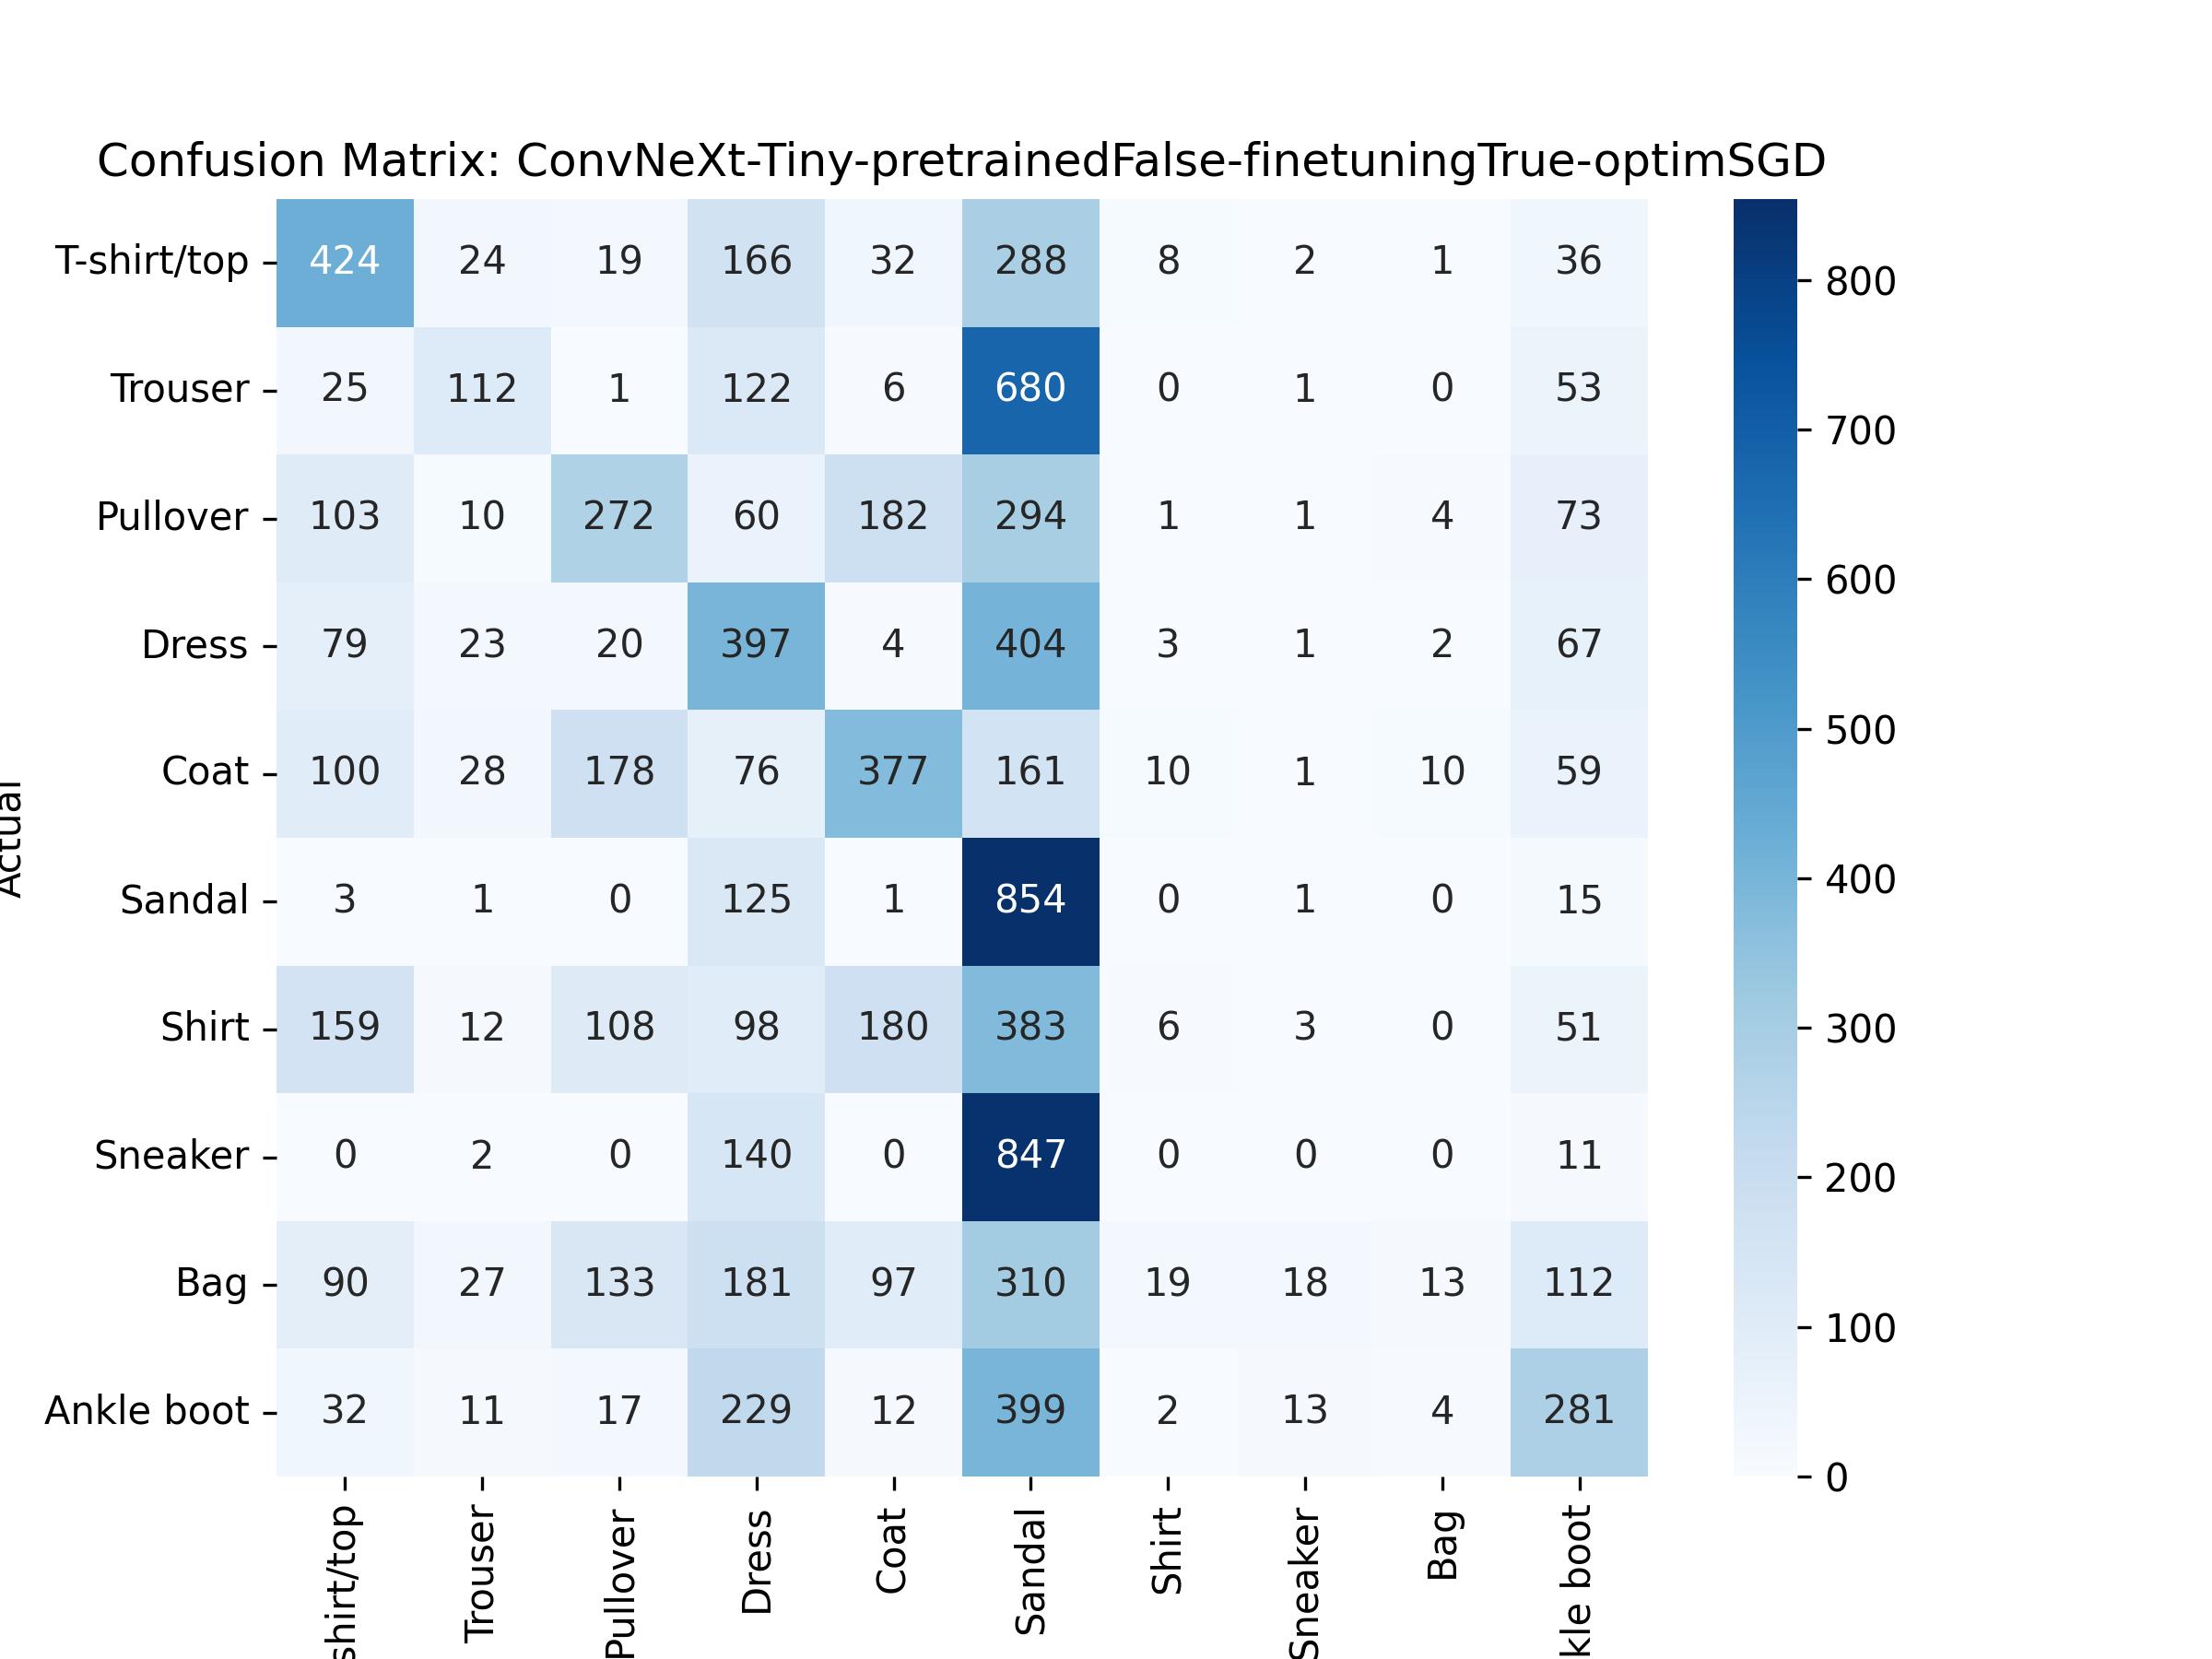 Confusion Matrix: ConvNeXt-Tiny-pretrainedFalse-finetuningTrue-optimSGD
T-shirt/top 424 24 19 166 32 288 8 2 1 36
Trouser 25 112 1 122 6 680 0 1 0 53
Pullover 103 10 272 60 182 294 1 1 4 73
Dress 79 23 20 397 4 404 3 1 2 67
Coat 100 28 178 76 377 161 10 1 10 59
Sandal 3 1 0 125 1 854 0 1 0 15
Shirt 159 12 108 98 180 383 6 3 0 51
Sneaker 0 2 0 140 0 847 0 0 0 11
Bag 90 27 133 181 97 310 19 18 13 112
Ankle boot 32 11 17 229 12 399 2 13 4 281
Actual
shirt/top
Trouser
Pullover
Dress
Coat
Sandal
Shirt
Sneaker
Bag
kle boot
800
700
600
500
400
300
200
100
0